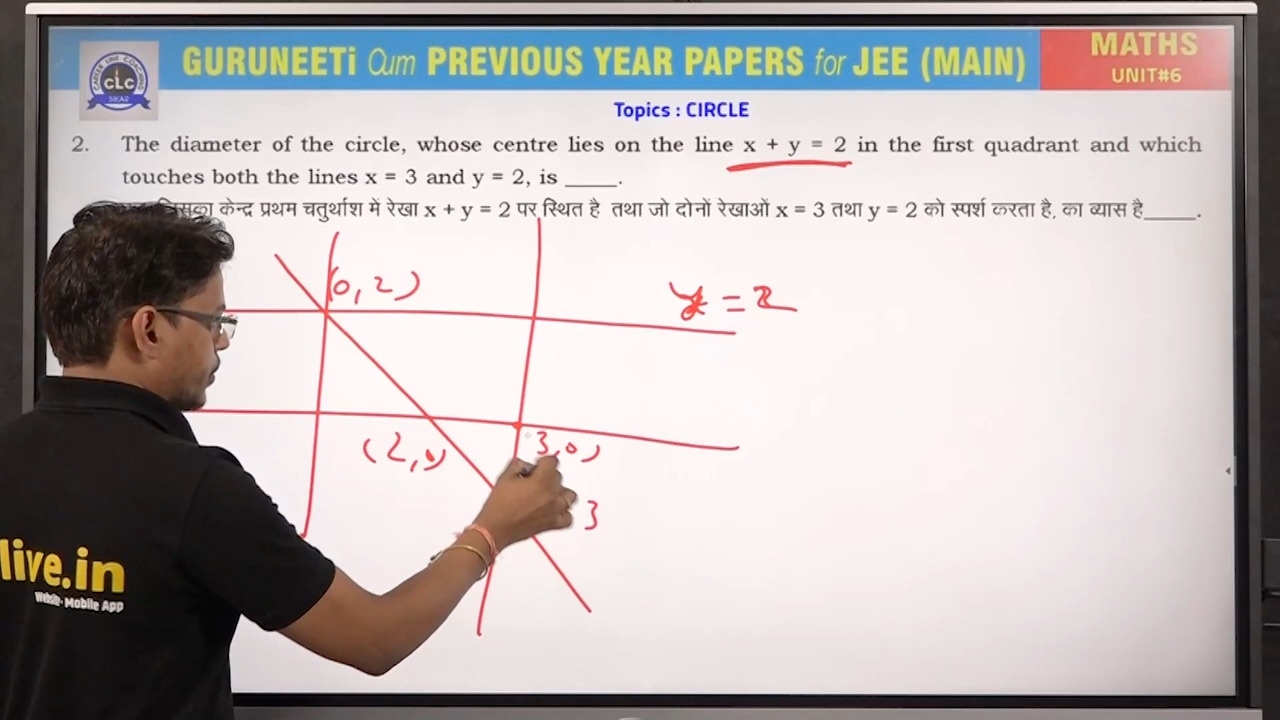 CLC
SIKAR
GURUNEETi Cum PREVIOUS YEAR PAPERS for JEE (MAIN)
MATHS
UNIT#6
Topics : CIRCLE
2. The diameter of the circle, whose centre lies on the line x + y = 2 in the first quadrant and which
touches both the lines x = 3 and y = 2, is _____.
केन्द्र प्रथम चतुर्थाश में रेखा x + y = 2 पर स्थित है तथा जो दोनों रेखाओं x = 3 तथा y = 2 को स्पर्श करता है, का व्यास है_____.
(0,2)
y = 2
(2,0)
3,0)
3
live.in
Website • Mobile App